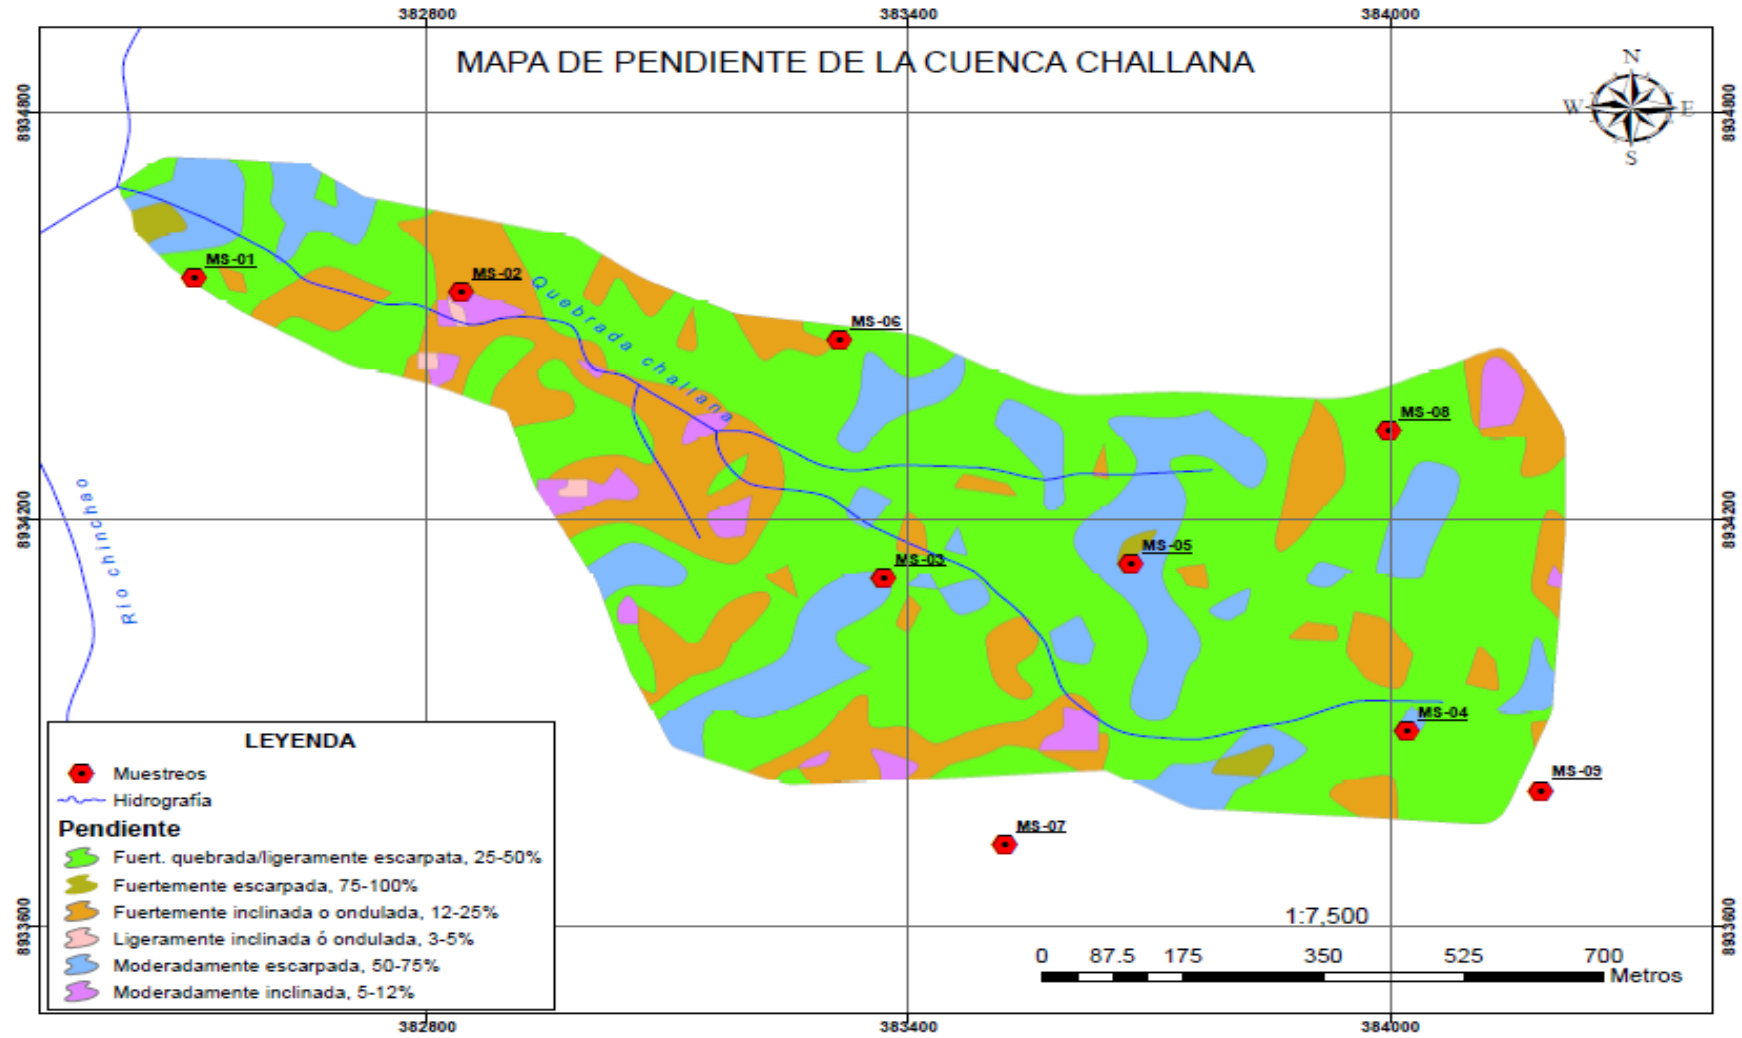 382800 383400 384000
MAPA DE PENDIENTE DE LA CUENCA CHALLANA
N
W E
S
8934800 8934800
MS-01
MS-02
Quebrada challana
MS-06
MS-08
8934200 8934200
Rio chinchao
MS-03
MS-05
MS-04
MS-09
MS-07
LEYENDA
Muestreos
Hidrografía
Pendiente
Fuert. quebrada/ligeramente escarpata, 25-50%
Fuertemente escarpada, 75-100%
Fuertemente inclinada o ondulada, 12-25%
Ligeramente inclinada ó ondulada, 3-5%
Moderadamente escarpada, 50-75%
Moderadamente inclinada, 5-12%
1:7,500
8933600 8933600
0 87.5 175 350 525 700
Metros
382800 383400 384000